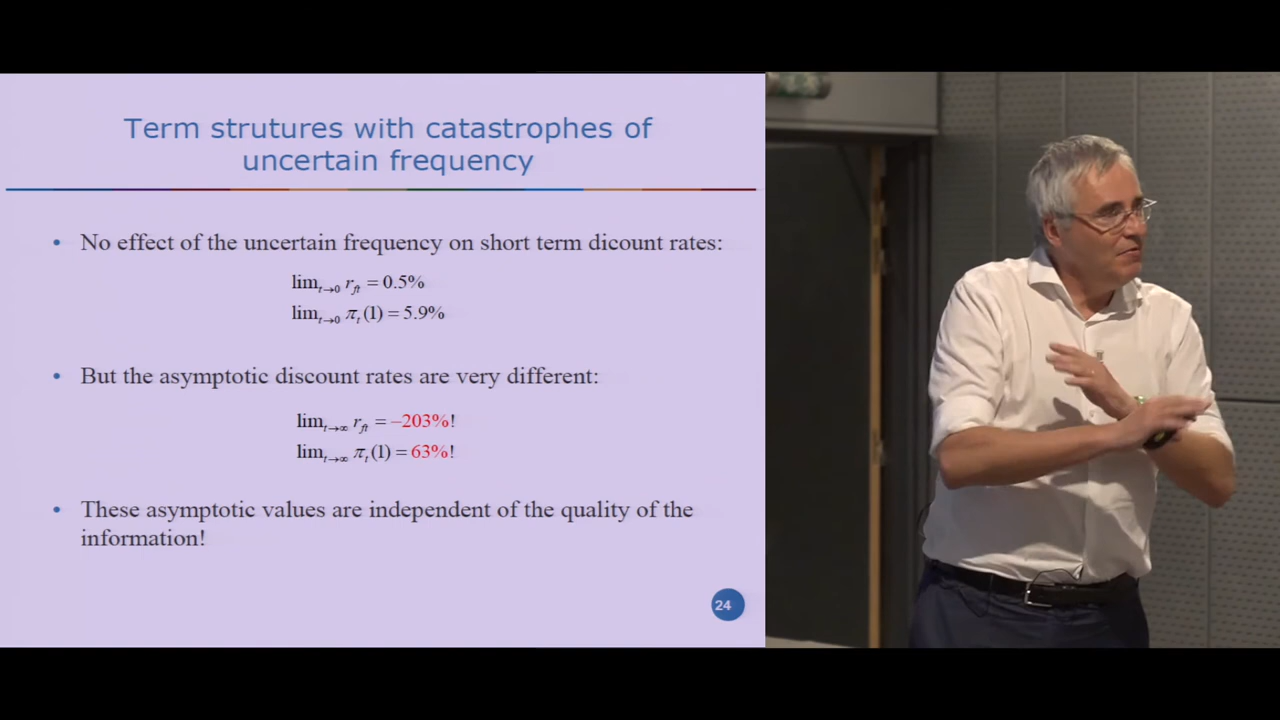 Term strutures with catastrophes of
uncertain frequency
• No effect of the uncertain frequency on short term dicount rates:
lim_{t→0} r_{ft} = 0.5%
lim_{t→0} π_t(1) = 5.9%
• But the asymptotic discount rates are very different:
lim_{t→∞} r_{ft} = −203%!
lim_{t→∞} π_t(1) = 63%!
• These asymptotic values are independent of the quality of the
information!
24